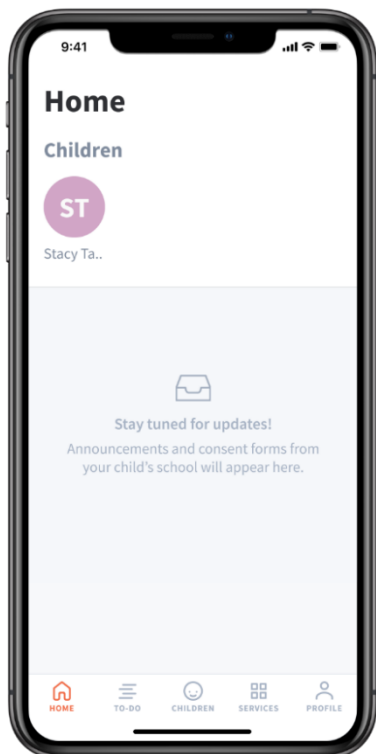 9:41
Home
Children
ST
Stacy Ta..
Stay tuned for updates!
Announcements and consent forms from
your child's school will appear here.
HOME TO-DO CHILDREN SERVICES PROFILE